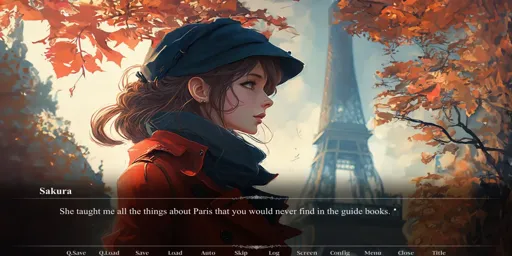 Sakura
She taught me all the things about Paris that you would never find in the guide books.
Q.Save Q.Load Save Load Auto Skip Log Screen Config Menu Close Title